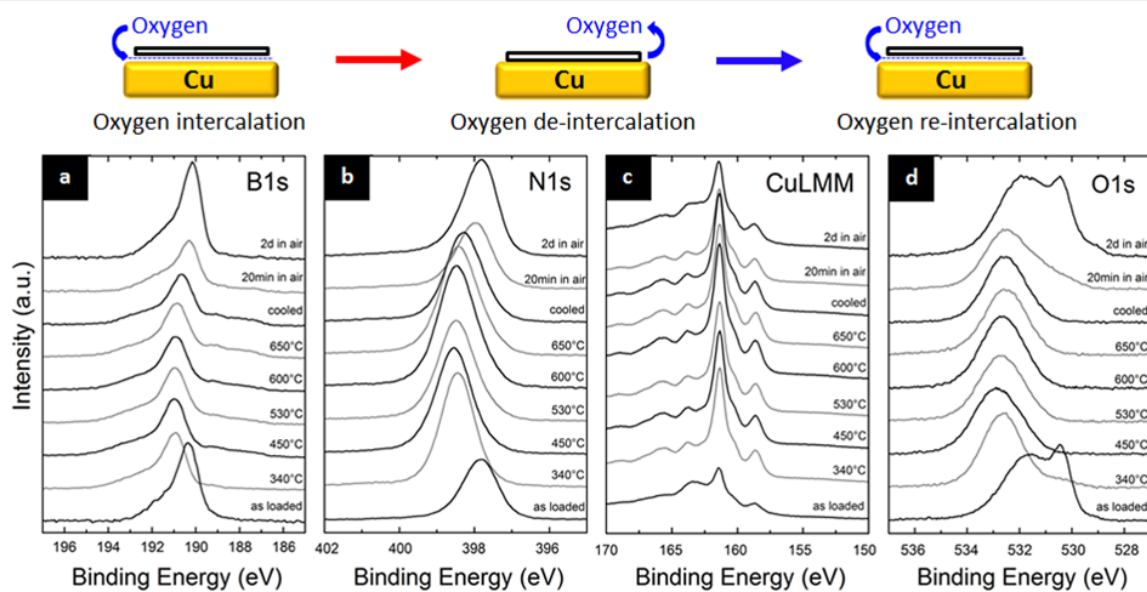 Oxygen
Oxygen
Oxygen
Cu
Cu
Cu
Oxygen intercalation
Oxygen de-intercalation
Oxygen re-intercalation
Intensity (a.u.)
a
B1s
2d in air
20min in air
cooled
650°C
600°C
530°C
450°C
340°C
as loaded
196 194 192 190 188 186
Binding Energy (eV)
b
N1s
2d in air
20min in air
cooled
650°C
600°C
530°C
450°C
340°C
as loaded
402 400 398 396
Binding Energy (eV)
c
CuLMM
2d in air
20min in air
cooled
650°C
600°C
530°C
450°C
340°C
as loaded
170 165 160 155 150
Binding Energy (eV)
d
O1s
2d in air
20min in air
cooled
650°C
600°C
530°C
450°C
340°C
as loaded
536 534 532 530 528
Binding Energy (eV)